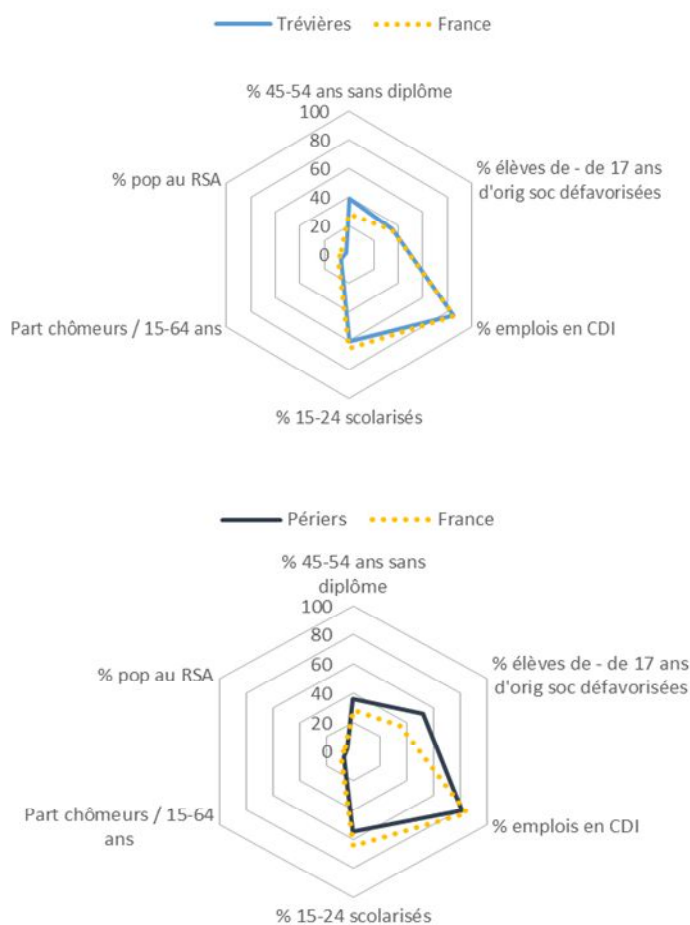 Trévières France
% 45-54 ans sans diplôme
100
80
60
40
20
0
% élèves de - de 17 ans
d'orig soc défavorisées
% pop au RSA
Part chômeurs / 15-64 ans
% emplois en CDI
% 15-24 scolarisés
Périers France
% 45-54 ans sans
diplôme
100
80
60
40
20
0
% élèves de - de 17 ans
d'orig soc défavorisées
% pop au RSA
Part chômeurs / 15-64
ans
% emplois en CDI
% 15-24 scolarisés